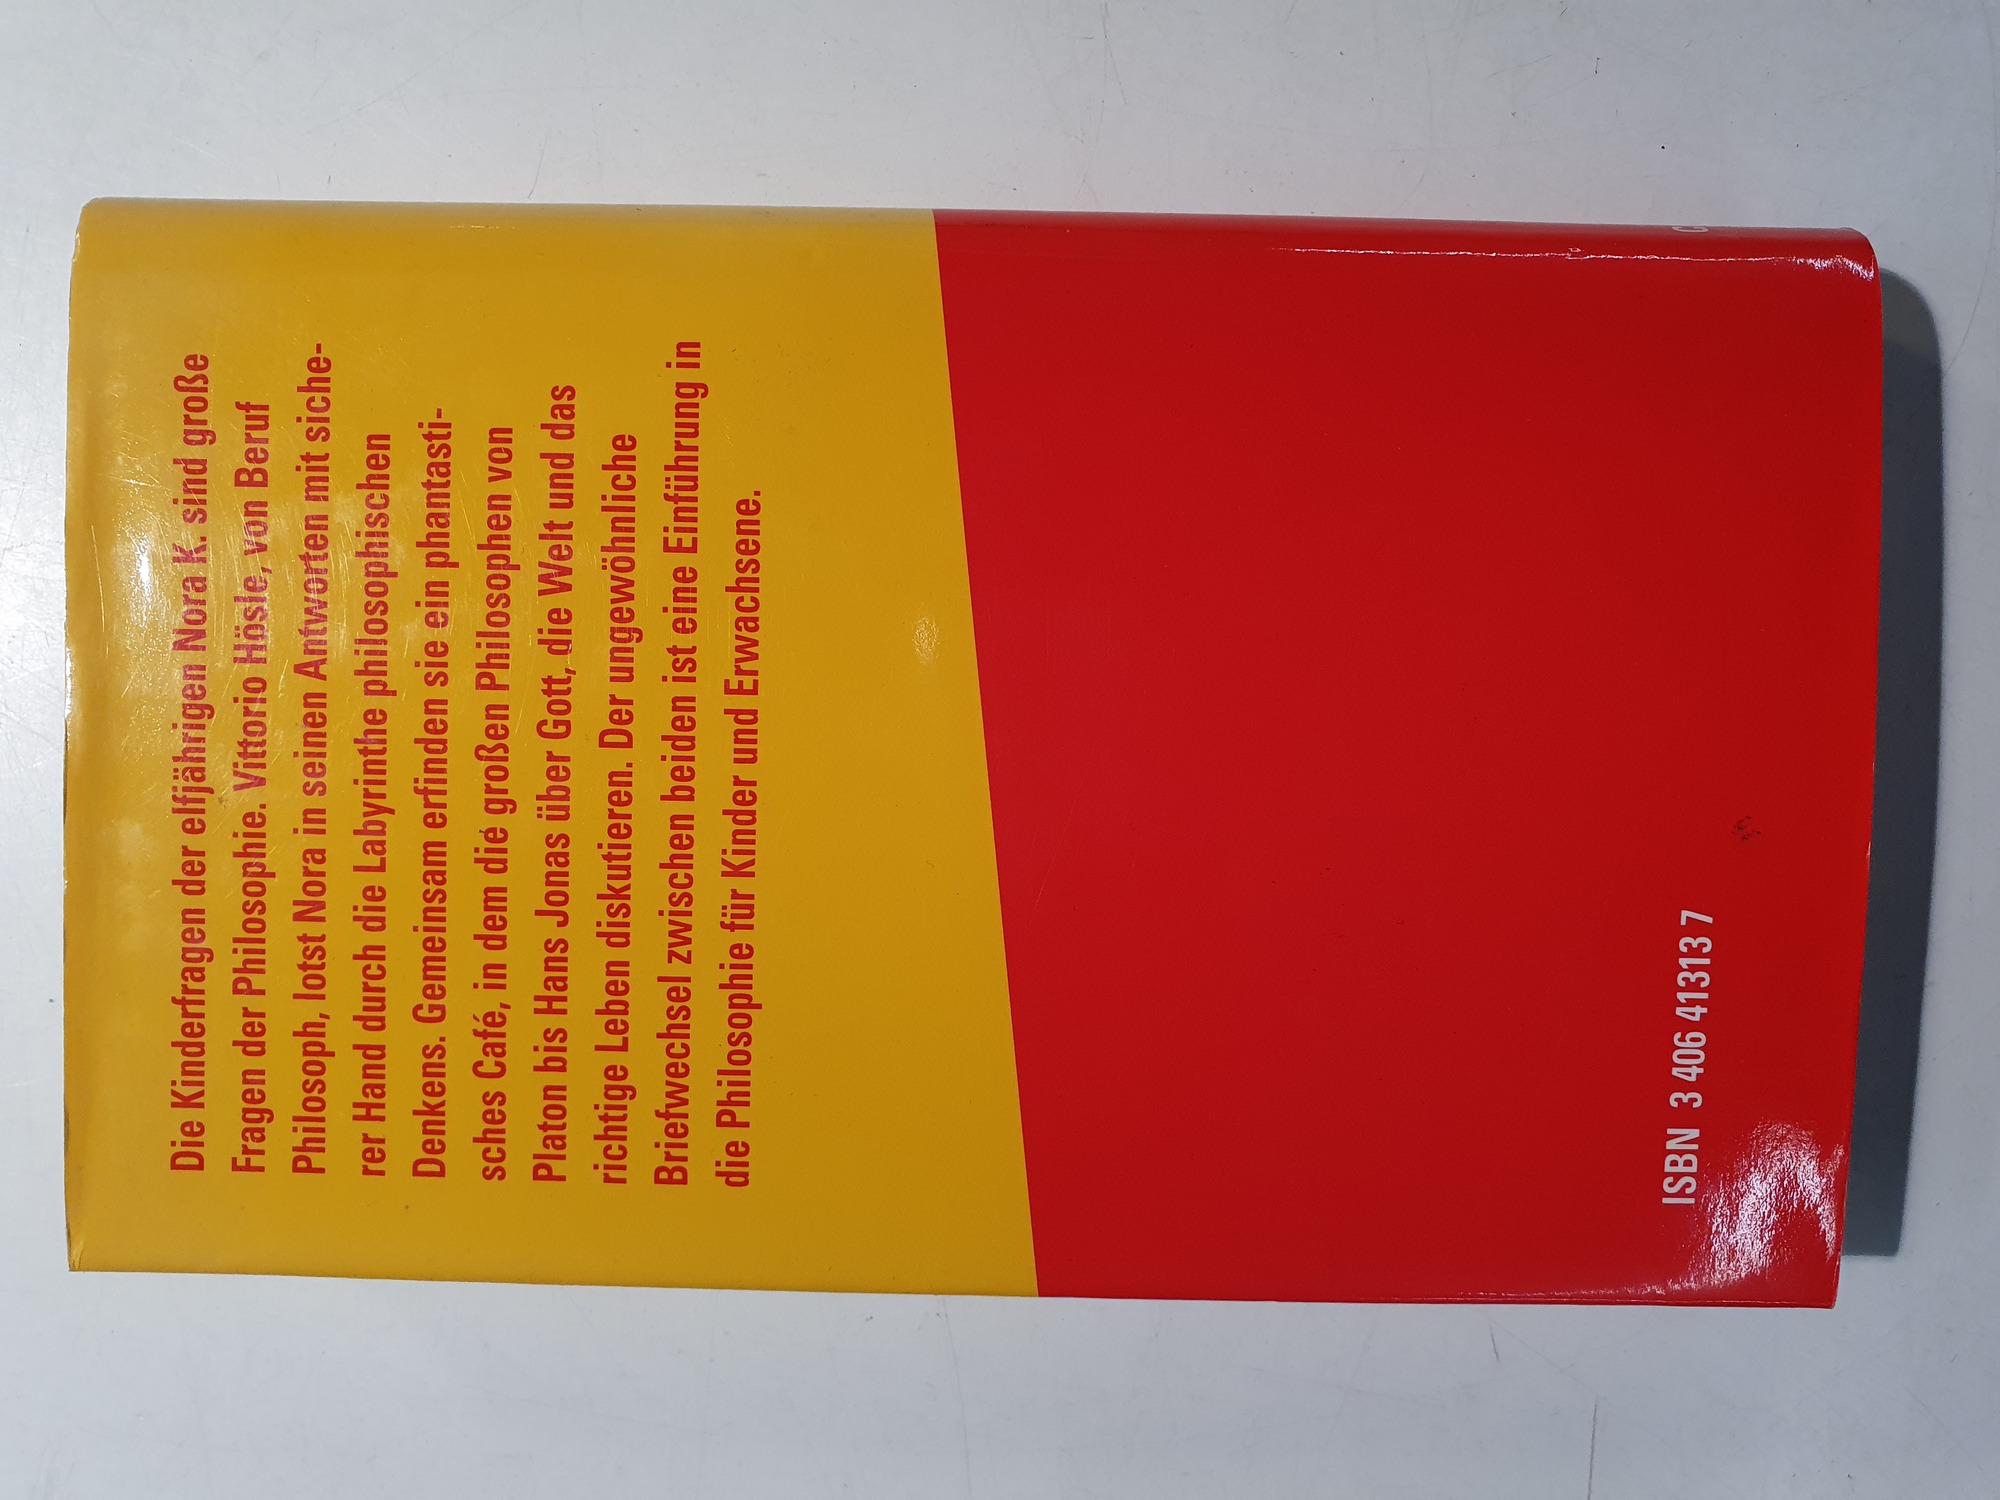 Die Kinderfragen der elfjährigen Nora K. sind große
Fragen der Philosophie. Vittorio Hösle, von Beruf
Philosoph, lotst Nora in seinen Antworten mit siche-
rer Hand durch die Labyrinthe philosophischen
Denkens. Gemeinsam erfinden sie ein phantasti-
sches Café, in dem die großen Philosophen von
Platon bis Hans Jonas über Gott, die Welt und das
richtige Leben diskutieren. Der ungewöhnliche
Briefwechsel zwischen beiden ist eine Einführung in
die Philosophie für Kinder und Erwachsene.
ISBN 3 406 41313 7